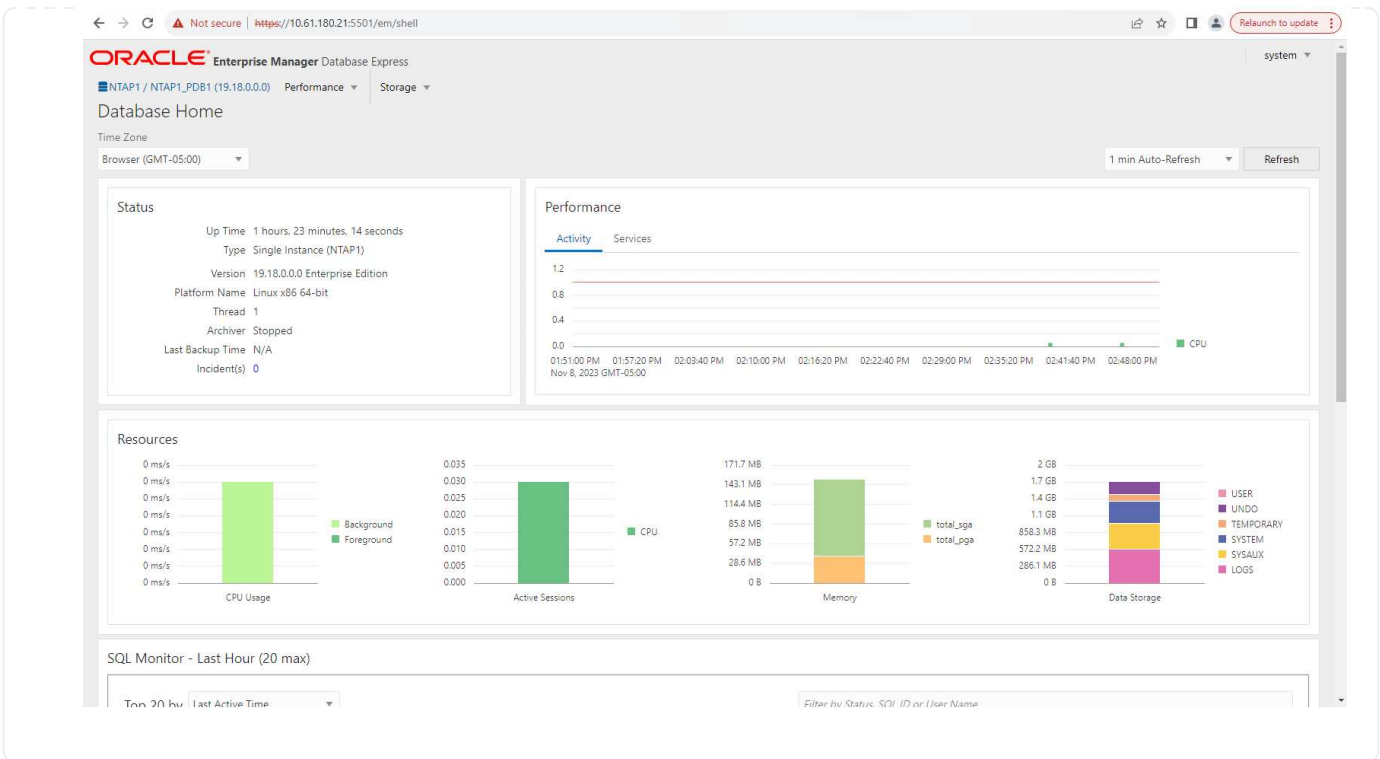 Not secure | https://10.61.180.21:5501/em/shell
Relaunch to update
ORACLE Enterprise Manager Database Express
system
NTAP1 / NTAP1_PDB1 (19.18.0.0.0) Performance Storage
Database Home
Time Zone
Browser (GMT-05:00)
1 min Auto-Refresh
Refresh
Status
Up Time 1 hours, 23 minutes, 14 seconds
Type Single Instance (NTAP1)
Version 19.18.0.0.0 Enterprise Edition
Platform Name Linux x86 64-bit
Thread 1
Archiver Stopped
Last Backup Time N/A
Incident(s) 0
Performance
Activity Services
1.2
0.8
0.4
0.0
CPU
01:51:00 PM 01:57:20 PM 02:03:40 PM 02:10:00 PM 02:16:20 PM 02:22:40 PM 02:29:00 PM 02:35:20 PM 02:41:40 PM 02:48:00 PM
Nov 8, 2023 GMT-05:00
Resources
0 ms/s
0 ms/s
0 ms/s
0 ms/s
0 ms/s
0 ms/s
0 ms/s
0 ms/s
Background
Foreground
CPU Usage
0.035
0.030
0.025
0.020
0.015
0.010
0.005
0.000
CPU
Active Sessions
171.7 MB
143.1 MB
114.4 MB
85.8 MB
57.2 MB
28.6 MB
0 B
total_sga
total_pga
Memory
2 GB
1.7 GB
1.4 GB
1.1 GB
858.3 MB
572.2 MB
286.1 MB
0 B
USER
UNDO
TEMPORARY
SYSTEM
SYSAUX
LOGS
Data Storage
SQL Monitor - Last Hour (20 max)
Top 20 by Last Active Time
Filter by Status, SQL ID or User Name